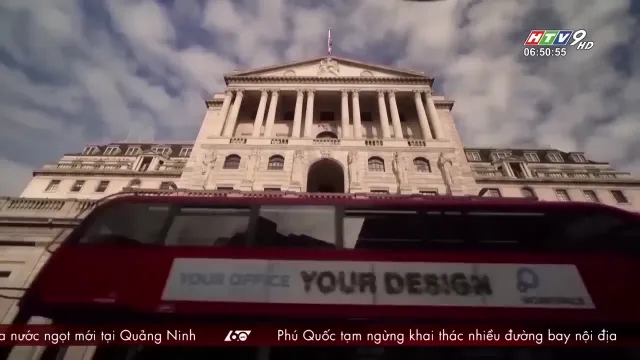 HTV9 HD
06:50:55
YOUR OFFICE YOUR DESIGN
a nước ngọt mới tại Quảng Ninh 60 Phú Quốc tạm ngừng khai thác nhiều đường bay nội địa